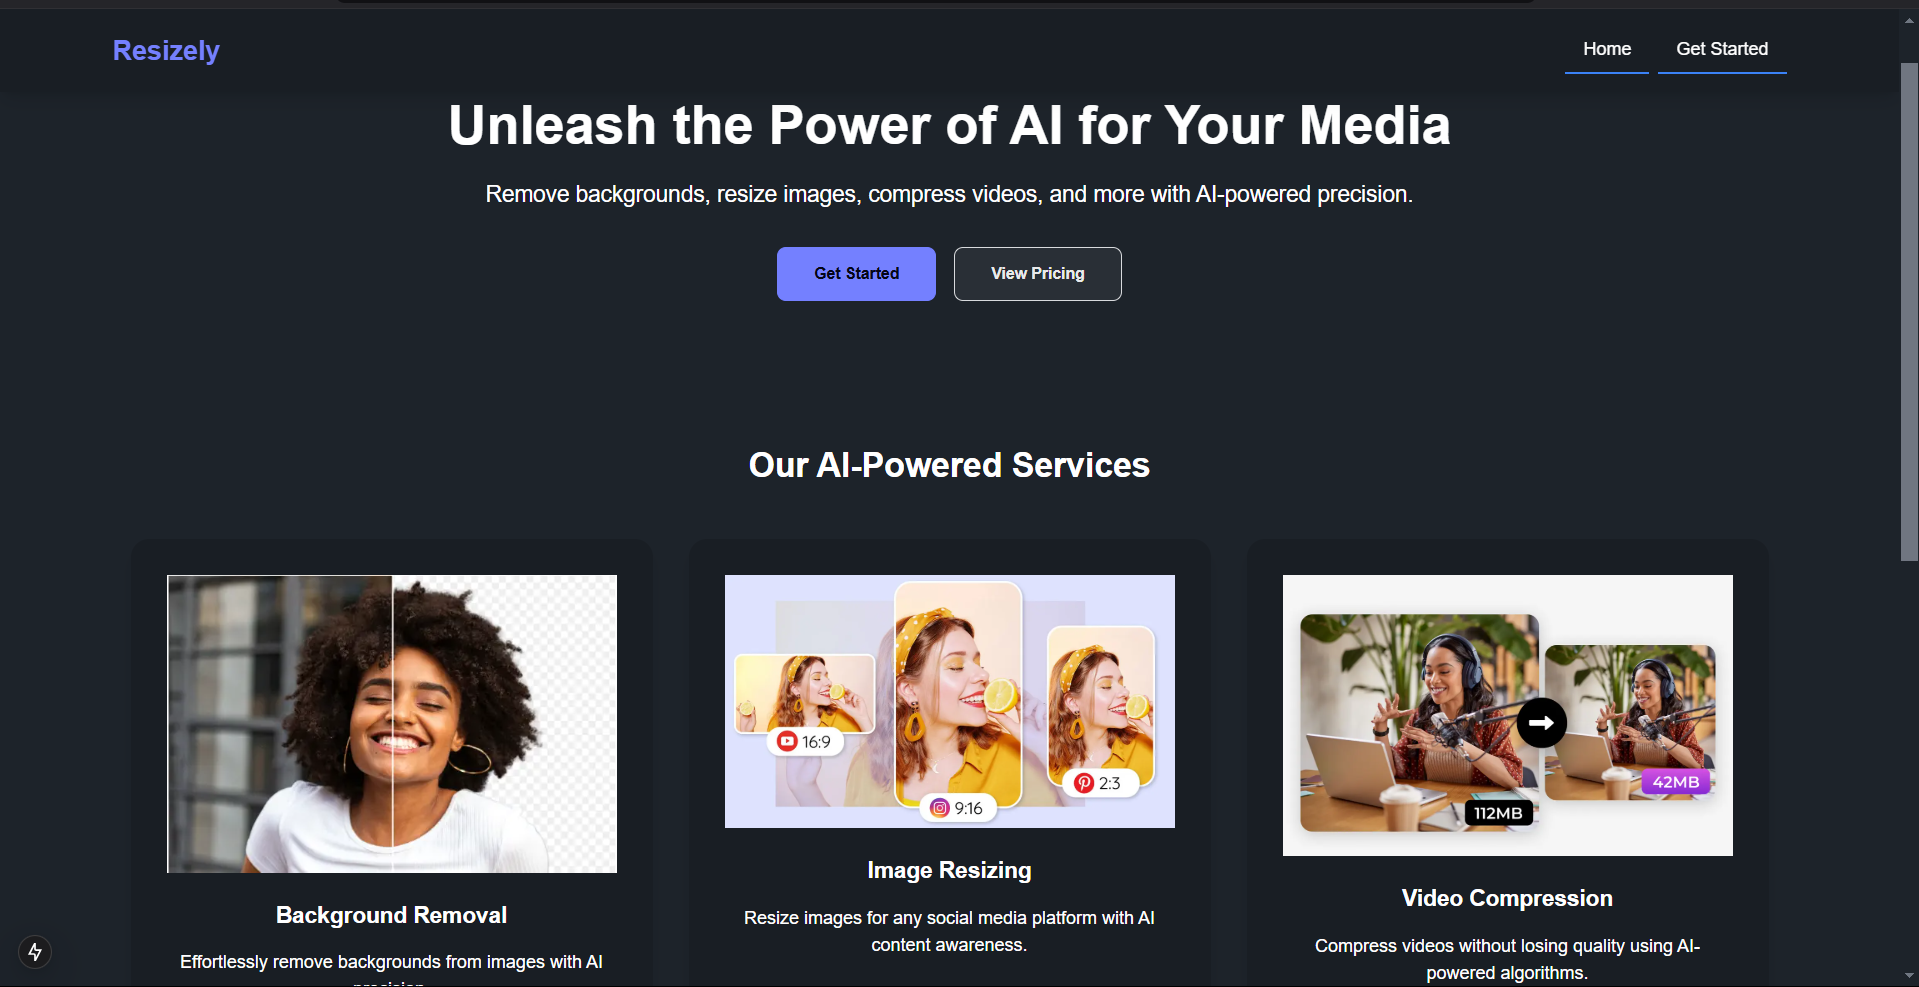 Resizely
Home
Get Started
Unleash the Power of AI for Your Media
Remove backgrounds, resize images, compress videos, and more with AI-powered precision.
Get Started
View Pricing
Our AI-Powered Services
16:9
9:16
2:3
112MB
42MB
Background Removal
Effortlessly remove backgrounds from images with AI
precision.
Image Resizing
Resize images for any social media platform with AI
content awareness.
Video Compression
Compress videos without losing quality using AI-
powered algorithms.